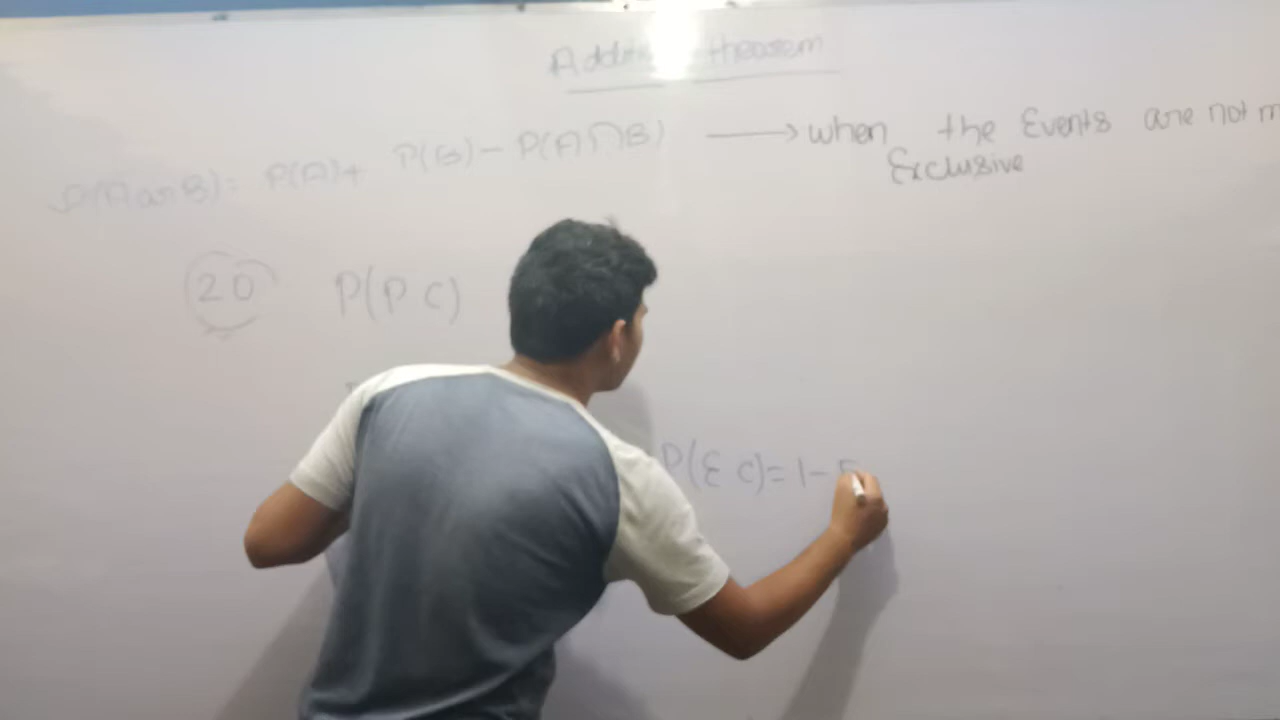 Addition theorem
P(A or B) = P(A) + P(B) - P(A∩B) → when the Events are not
Exclusive
20 P(P C)
P(E C) = 1 -